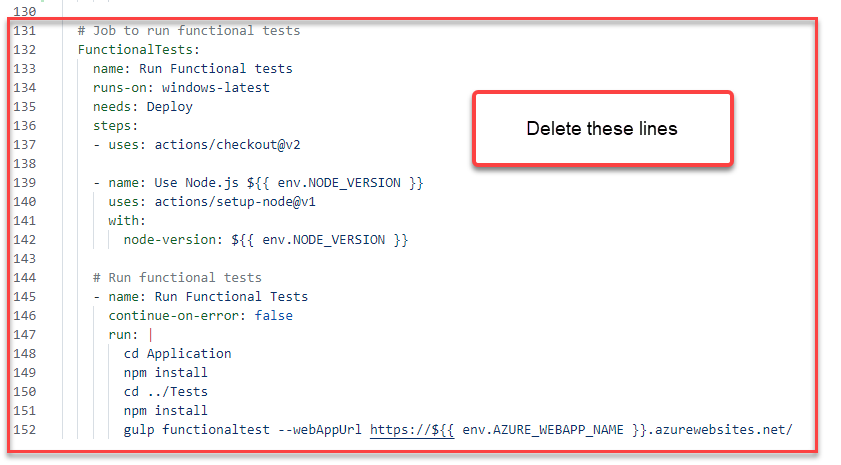 130
131 # Job to run functional tests
132 FunctionalTests:
133 name: Run Functional tests
134 runs-on: windows-latest
135 needs: Deploy
136 steps:
137 - uses: actions/checkout@v2
138
139 - name: Use Node.js ${{ env.NODE_VERSION }}
140 uses: actions/setup-node@v1
141 with:
142 node-version: ${{ env.NODE_VERSION }}
143
144 # Run functional tests
145 - name: Run Functional Tests
146 continue-on-error: false
147 run: |
148 cd Application
149 npm install
150 cd ../Tests
151 npm install
152 gulp functionaltest --webAppUrl https://${{ env.AZURE_WEBAPP_NAME }}.azurewebsites.net/
Delete these lines